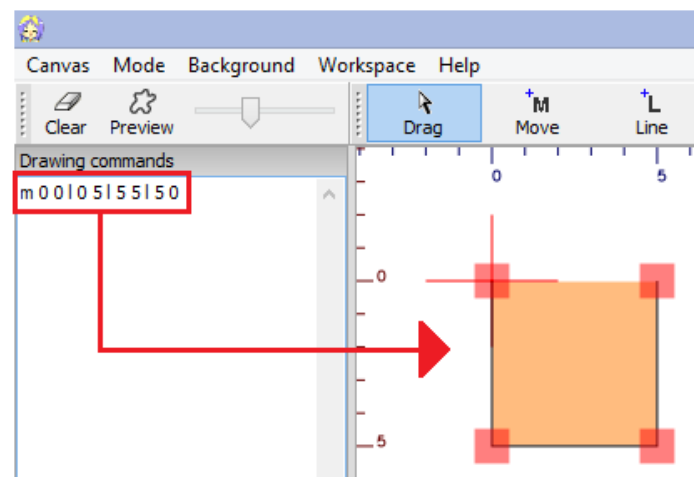 Canvas Mode Background Workspace Help
Clear Preview Drag M Move L Line
Drawing commands
m 0 0 l 0 5 l 5 5 l 5 0
0 5
0
5